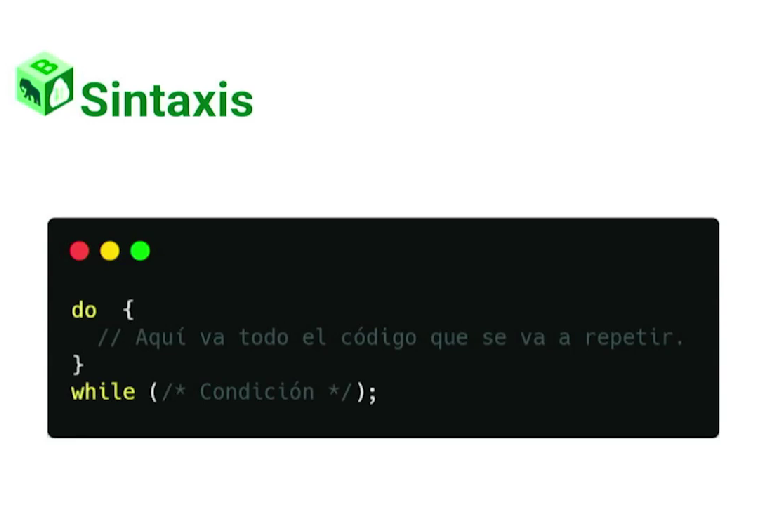 B
Sintaxis
do {
// Aquí va todo el código que se va a repetir.
}
while (/* Condición */);